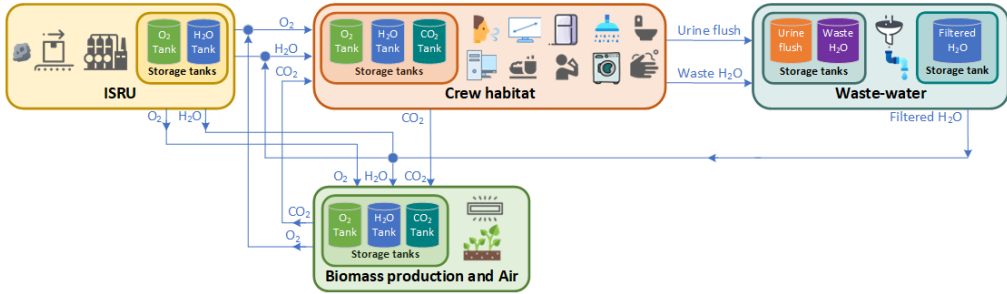 O₂
Tank
H₂O
Tank
Storage tanks
ISRU
O₂
H₂O
CO₂
O₂
Tank
H₂O
Tank
CO₂
Tank
Storage tanks
Crew habitat
Urine flush
Waste H₂O
Urine
flush
Waste
H₂O
Storage tanks
Filtered
H₂O
Storage tank
Waste-water
O₂
H₂O
CO₂
Filtered H₂O
O₂
H₂O
CO₂
CO₂
O₂
O₂
Tank
H₂O
Tank
CO₂
Tank
Storage tanks
Biomass production and Air